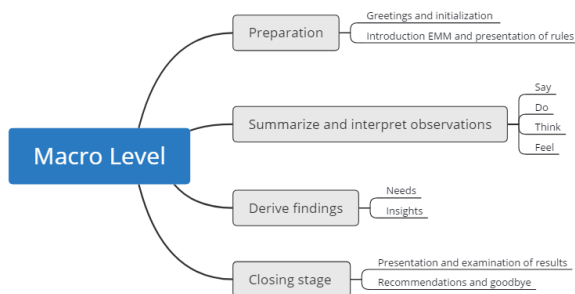 Macro Level
Preparation
Greetings and initialization
Introduction EMM and presentation of rules
Summarize and interpret observations
Say
Do
Think
Feel
Derive findings
Needs
Insights
Closing stage
Presentation and examination of results
Recommendations and goodbye